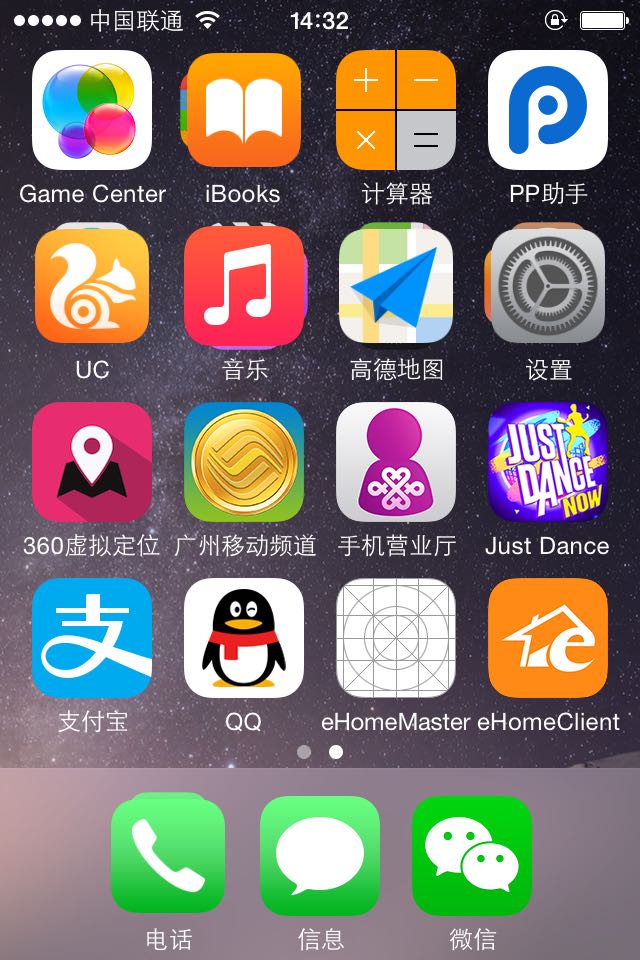 中国联通 14:32
Game Center iBooks 计算器 PP助手
UC 音乐 高德地图 设置
JUST
DANCE
NOW
360虚拟定位 广州移动频道 手机营业厅 Just Dance
支
支付宝 QQ eHomeMaster eHomeClient
电话 信息 微信